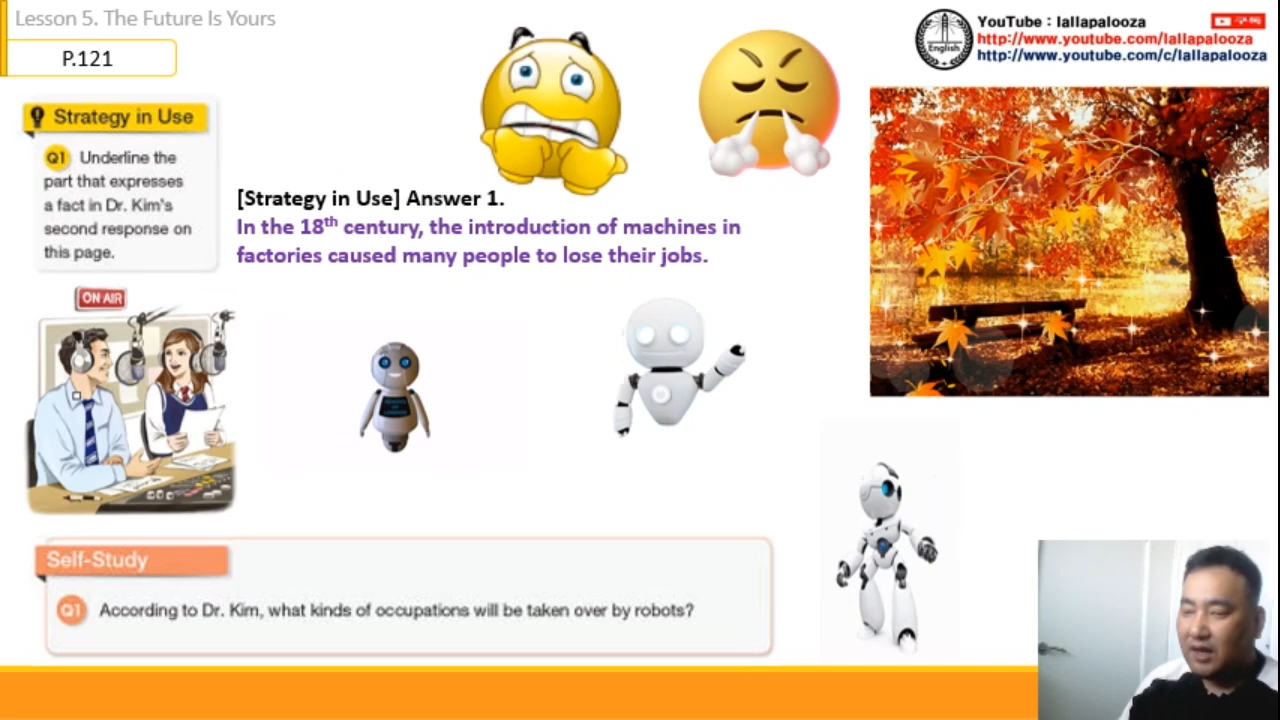 Lesson 5. The Future Is Yours
P.121
YouTube : lallapalooza
http://www.youtube.com/lallapalooza
http://www.youtube.com/c/lallapalooza
English
Strategy in Use
Q1 Underline the
part that expresses
a fact in Dr. Kim's
second response on
this page.
[Strategy in Use] Answer 1.
In the 18th century, the introduction of machines in
factories caused many people to lose their jobs.
ON AIR
Self-Study
Q1 According to Dr. Kim, what kinds of occupations will be taken over by robots?